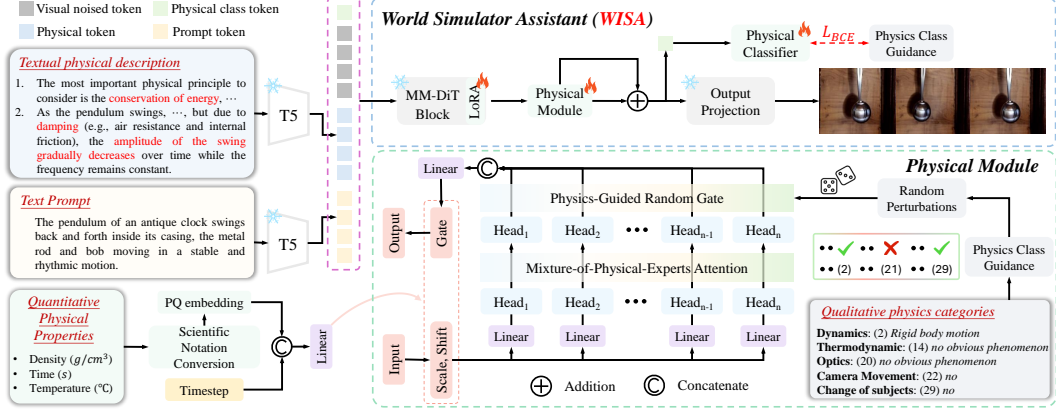 Visual noised token
Physical class token
Physical token
Prompt token
Textual physical description
1. The most important physical principle to
consider is the conservation of energy, ⋯
2. As the pendulum swings, ⋯, but due to
damping (e.g., air resistance and internal
friction), the amplitude of the swing
gradually decreases over time while the
frequency remains constant.
T5
Text Prompt
The pendulum of an antique clock swings
back and forth inside its casing, the metal
rod and bob moving in a stable and
rhythmic motion.
T5
Quantitative
Physical
Properties
• Density (g/cm³)
• Time (s)
• Temperature (℃)
PQ embedding
Scientific
Notation
Conversion
Timestep
C
Linear
World Simulator Assistant (WISA)
MM-DiT
Block
LoRA
Physical
Module
Output
Projection
Physical
Classifier
L_BCE
Physics Class
Guidance
Physical Module
Linear
C
Output
Gate
Input
Scale, Shift
Physics-Guided Random Gate
Head₁ Head₂ ••• Headₙ₋₁ Headₙ
Mixture-of-Physical-Experts Attention
Head₁ Head₂ ••• Headₙ₋₁ Headₙ
Linear Linear Linear Linear
Addition
C Concatenate
Random
Perturbations
Physics Class
Guidance
•• ✓ •• ✗ •• ✓
•• (2) •• (21) •• (29)
Qualitative physics categories
Dynamics: (2) Rigid body motion
Thermodynamic: (14) no obvious phenomenon
Optics: (20) no obvious phenomenon
Camera Movement: (22) no
Change of subjects: (29) no